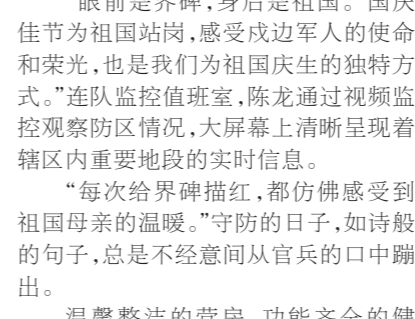 “眼前是界碑，身后是祖国。国庆
佳节为祖国站岗，感受戍边军人的使命
和荣光，也是我们为祖国庆生的独特方
式。”连队监控值班室，陈龙通过视频监
控观察防区情况，大屏幕上清晰呈现着
辖区内重要地段的实时信息。
“每次给界碑描红，都仿佛感受到
祖国母亲的温暖。”守防的日子，如诗般
的句子，总是不经意间从官兵的口中蹦
出。
温馨整洁的营房，功能齐全的健